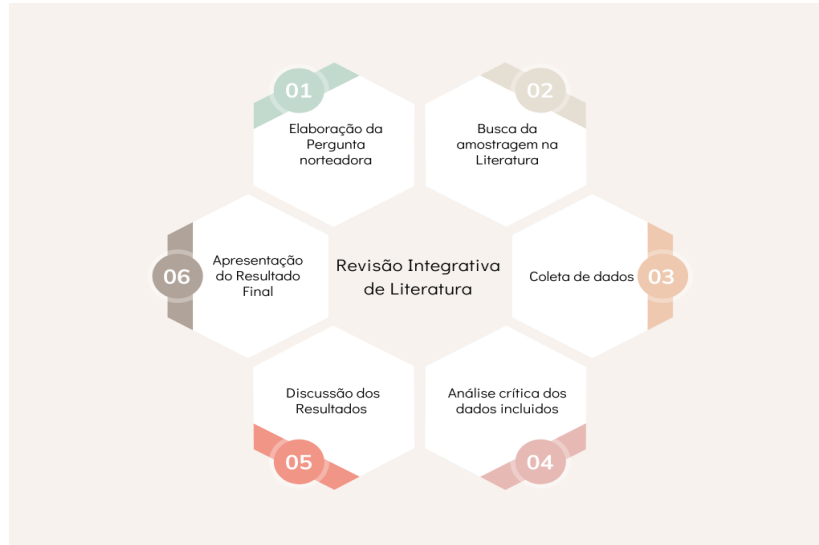 01
Elaboração da
Pergunta
norteadora
02
Busca da
amostragem na
Literatura
Coleta de dados
03
Análise crítica dos
dados incluidos
04
Discussão dos
Resultados
05
06
Apresentação
do Resultado
Final
Revisão Integrativa
de Literatura